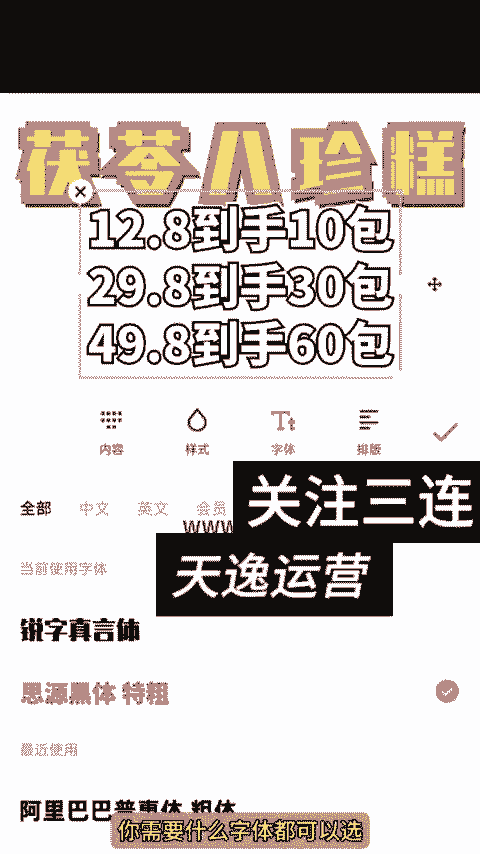 茯苓八珍糕
12.8到手10包
29.8到手30包
49.8到手60包
内容 样式 字体 排版
全部 中文 英文 会员
WWW
关注三连
天逸运营
当前使用字体
锐字真言体
思源黑体 特粗
最近使用
阿里巴巴普惠体 粗体
你需要什么字体都可以选